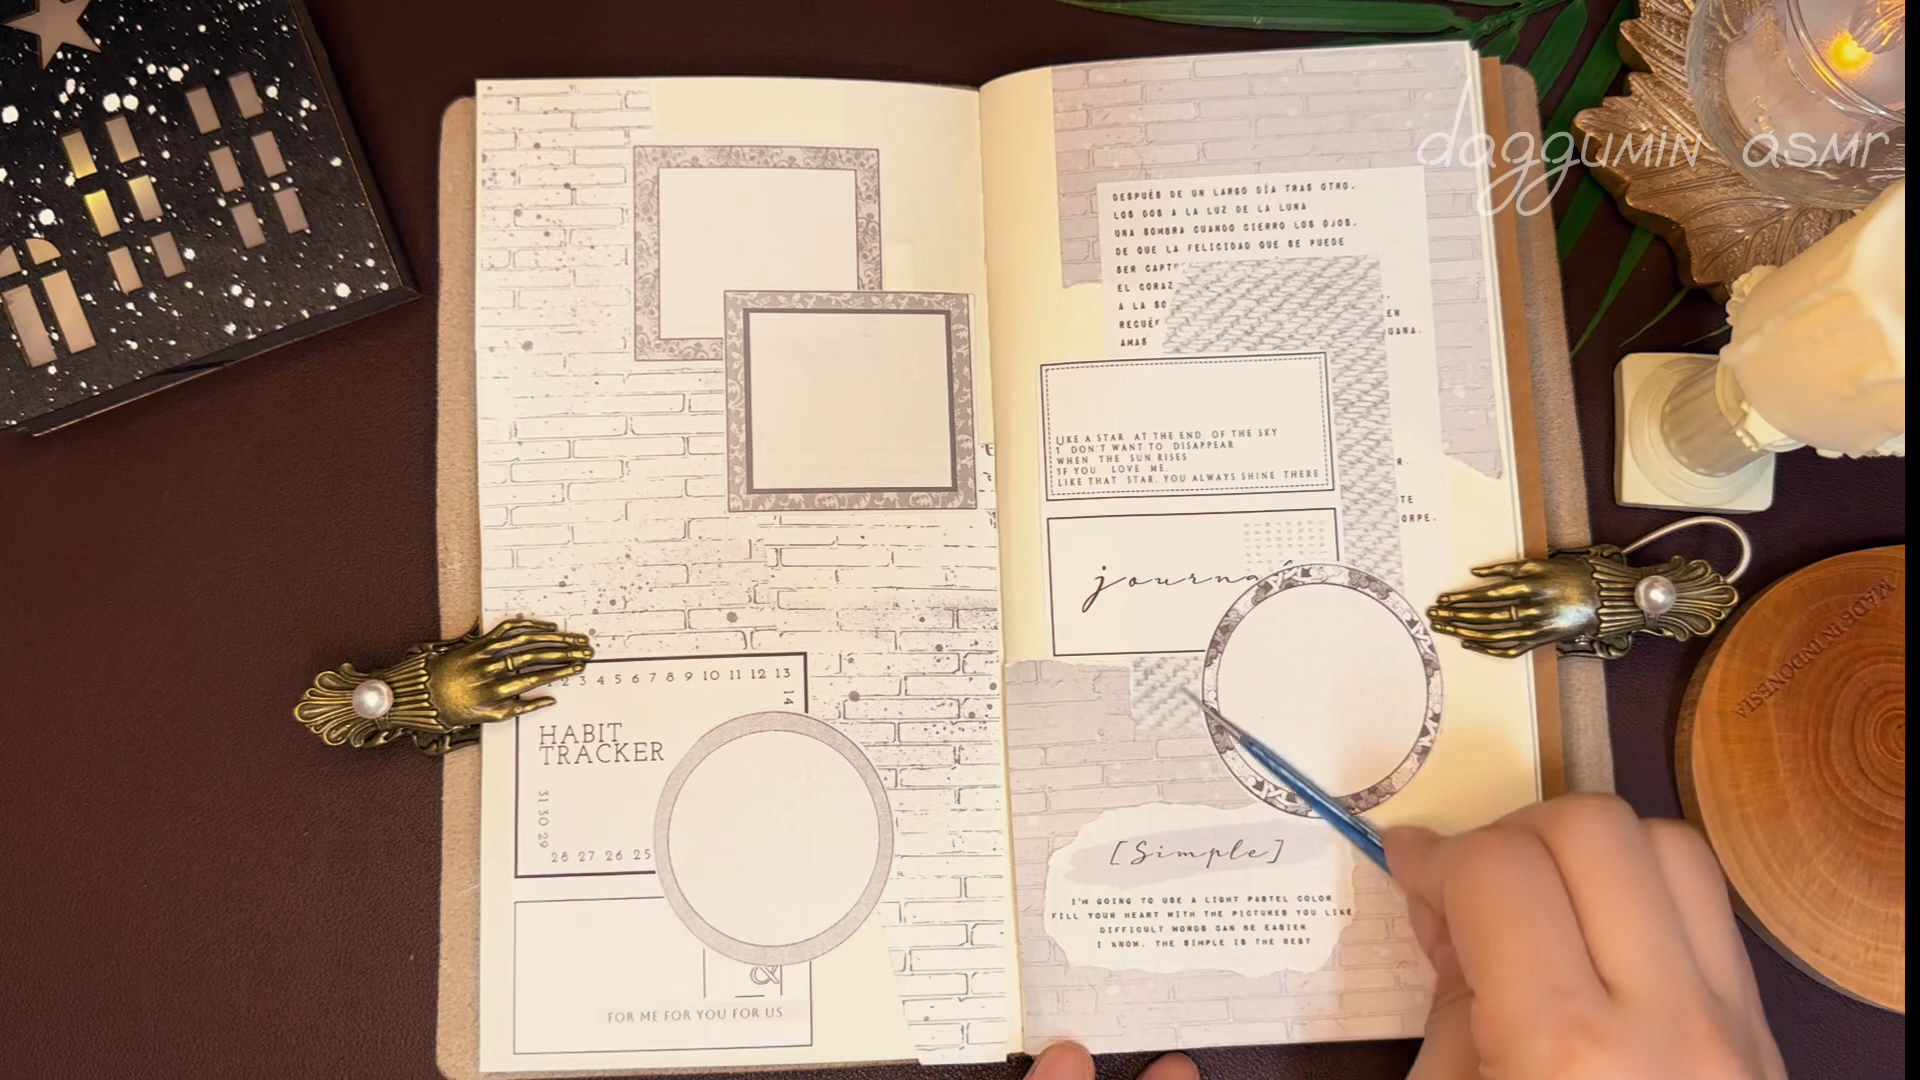 daggumin asmr
DESPUÉS DE UN LARGO DÍA TRAS OTRO.
LOS DOS A LA LUZ DE LA LUNA
UNA SOMBRA CUANDO CIERRO LOS OJOS.
DE QUE LA FELICIDAD QUE SE PUEDE
SER
EL
A LA
AMAS
LIKE A STAR AT THE END OF THE SKY
I DON'T WANT TO DISAPPEAR
WHEN THE SUN RISES
IF YOU LOVE ME.
LIKE THAT STAR. YOU ALWAYS SHINE THERE
journal
2 3 4 5 6 7 8 9 10 11 12 13
14
HABIT
TRACKER
31 30 29
28 27 26 25
&
FOR ME FOR YOU FOR US
[Simple]
I'M GOING TO USE A LIGHT PASTEL COLOR
FILL YOUR HEART WITH THE PICTURES YOU LIKE
DIFFICULT WORDS CAN BE EASIER
I KNOW. THE SIMPLE IS THE BEST
MADE IN INDONESIA